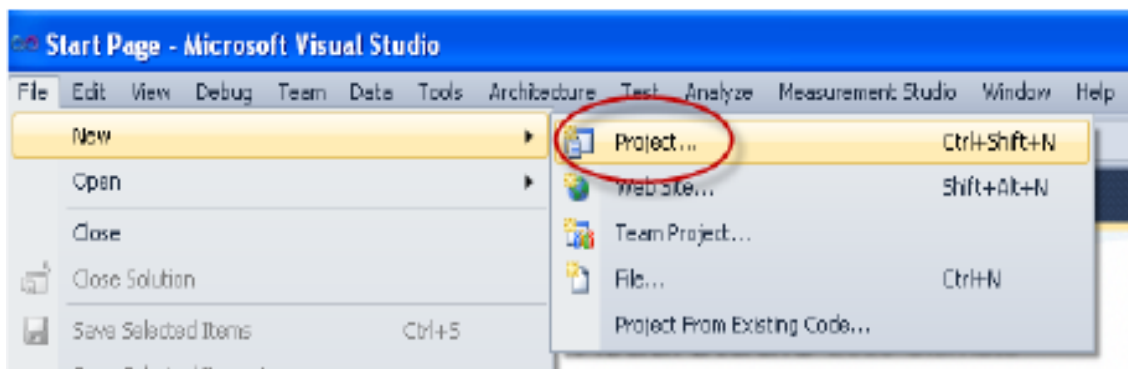 Start Page - Microsoft Visual Studio
File Edit View Debug Team Data Tools Architecture Test Analyze Measurement Studio Window Help
New
Project... Ctrl+Shift+N
Open
Web Site... Shift+Alt+N
Close
Team Project...
Close Solution
File... Ctrl+N
Save Selected Items Ctrl+S
Project From Existing Code...